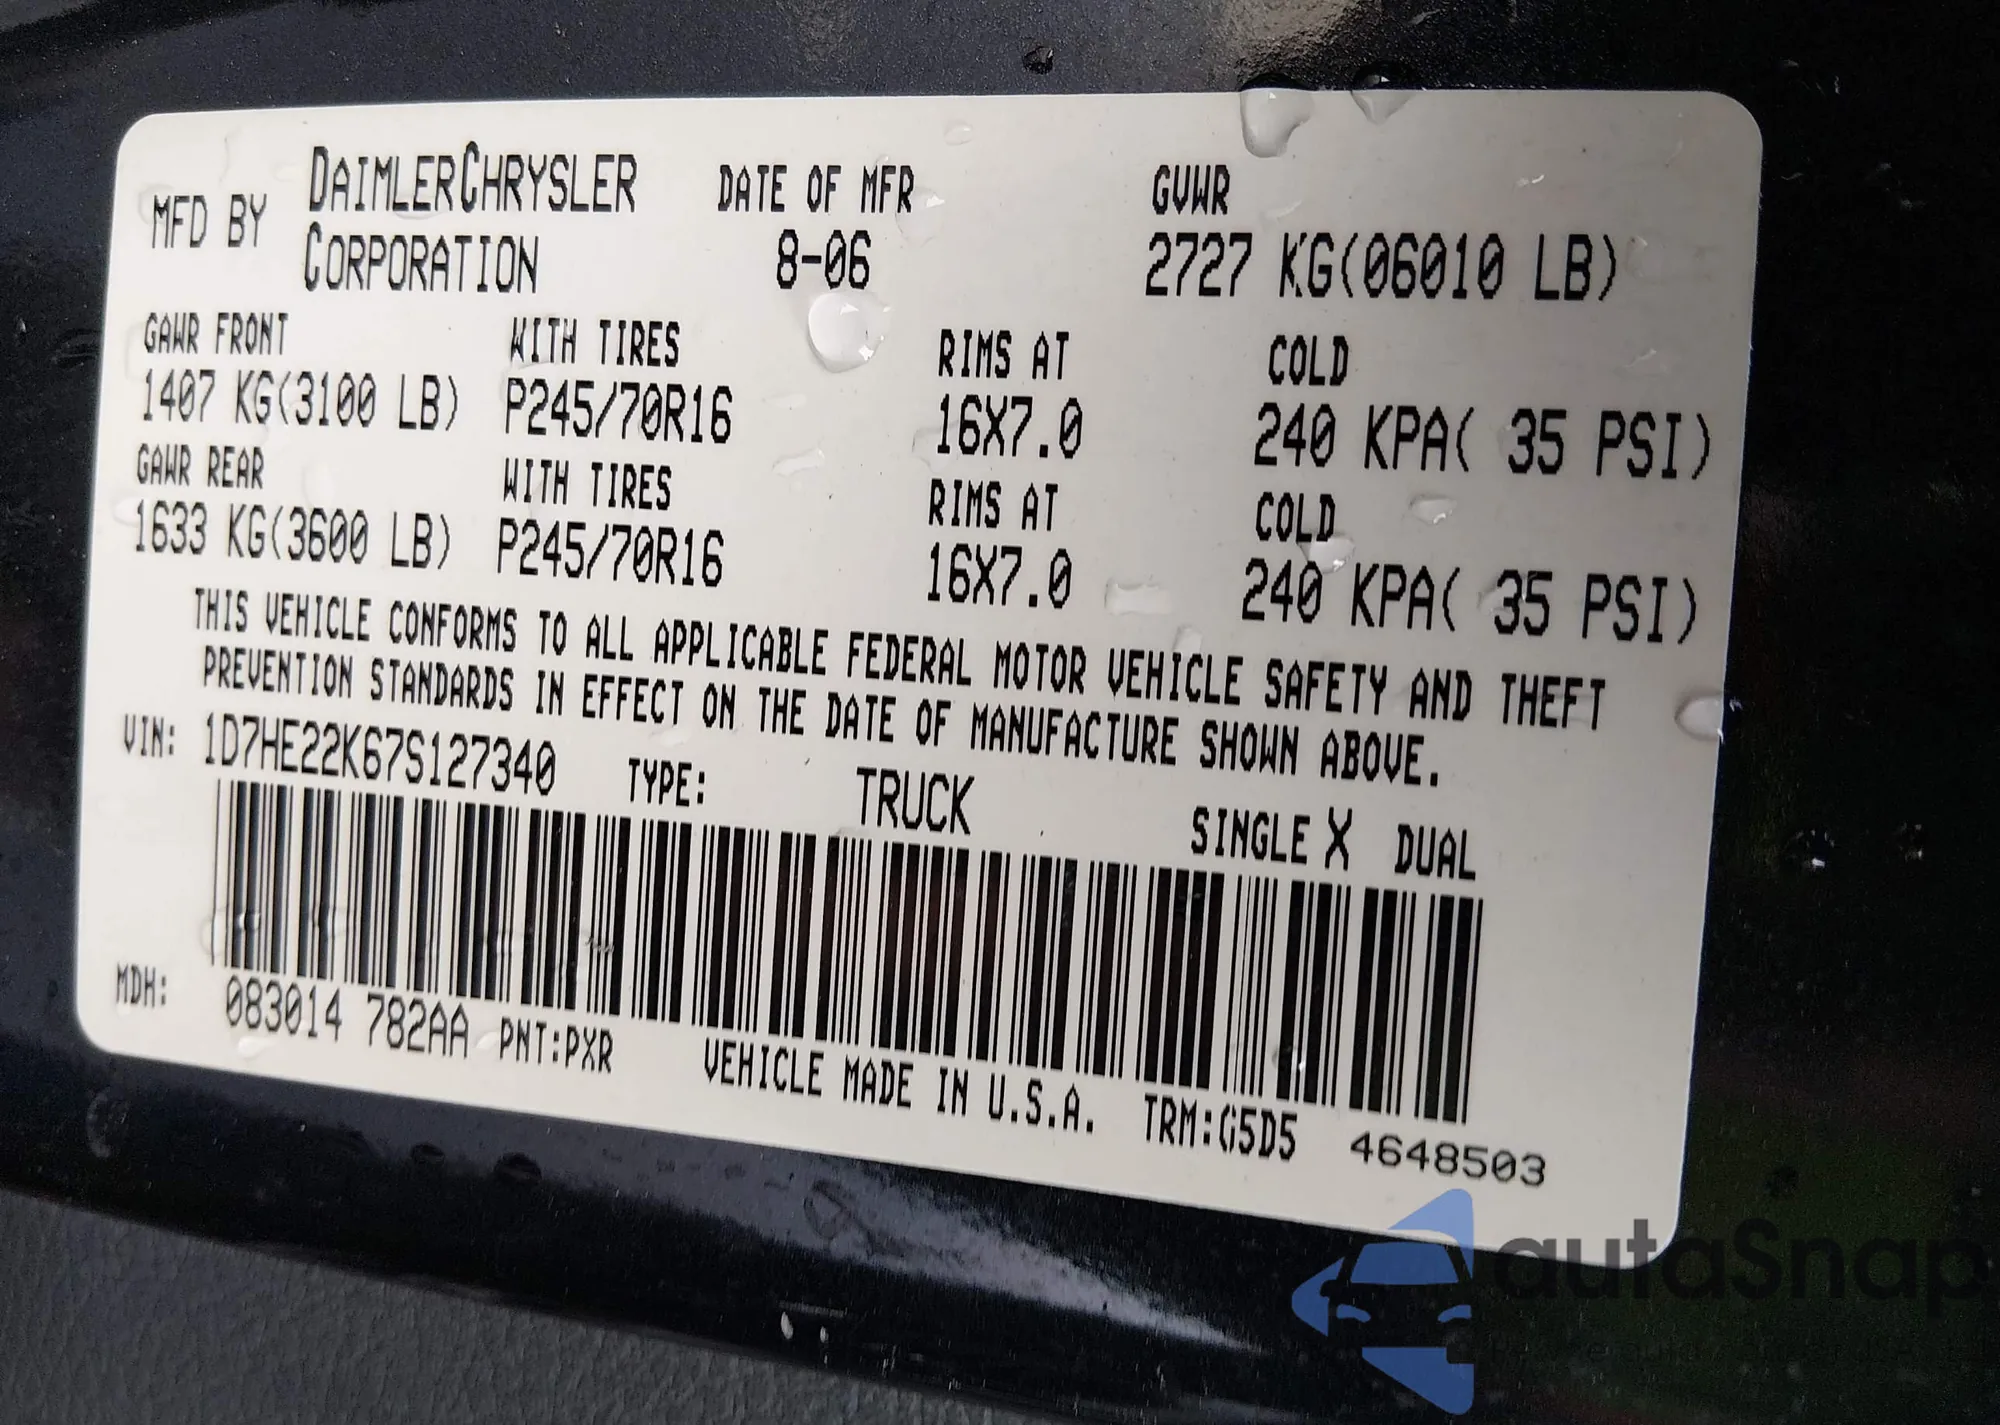 MFD BY DAIMLERCHRYSLER CORPORATION DATE OF MFR 8-06 GVWR 2727 KG(06010 LB)
GAWR FRONT WITH TIRES RIMS AT COLD
1407 KG(3100 LB) P245/70R16 16X7.0 240 KPA( 35 PSI)
GAWR REAR WITH TIRES RIMS AT COLD
1633 KG(3600 LB) P245/70R16 16X7.0 240 KPA( 35 PSI)
THIS VEHICLE CONFORMS TO ALL APPLICABLE FEDERAL MOTOR VEHICLE SAFETY AND THEFT
PREVENTION STANDARDS IN EFFECT ON THE DATE OF MANUFACTURE SHOWN ABOVE.
VIN: 1D7HE22K67S127340 TYPE: TRUCK SINGLE X DUAL
MDH: 083014 782AA PNT:PXR VEHICLE MADE IN U.S.A. TRM:G5D5 4648503
autaSnap